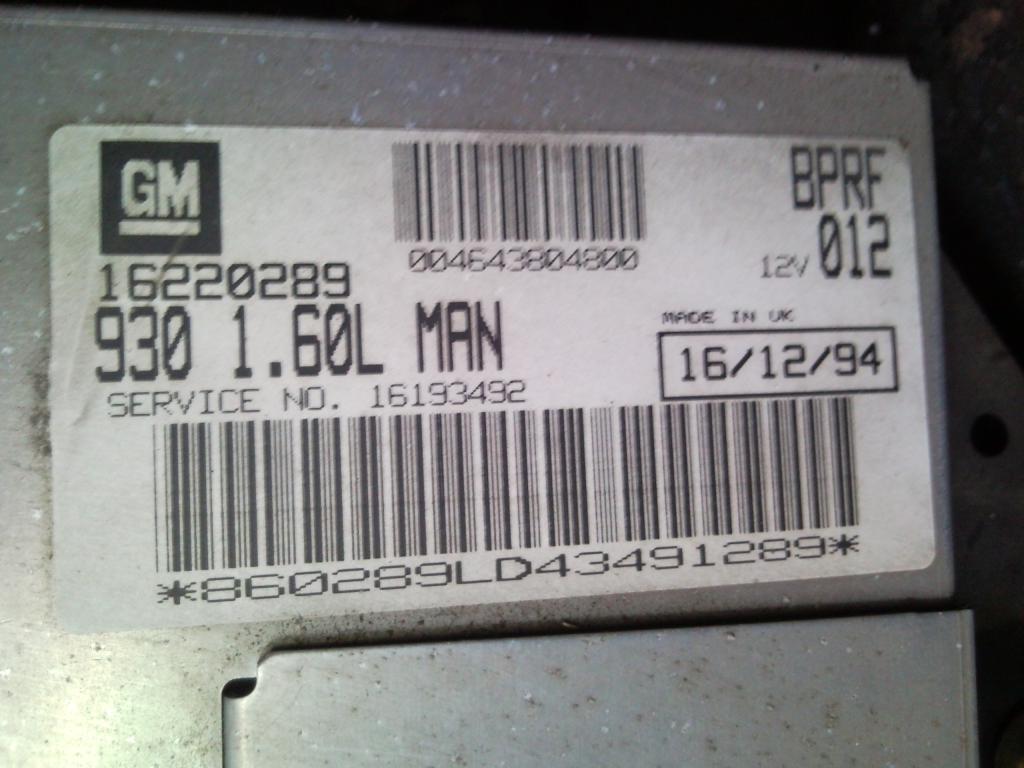 GM
004643804800
BPRF
012
12V
16220289
930 1.60L MAN
MADE IN UK
16/12/94
SERVICE NO. 16193492
*860289LD43491289*